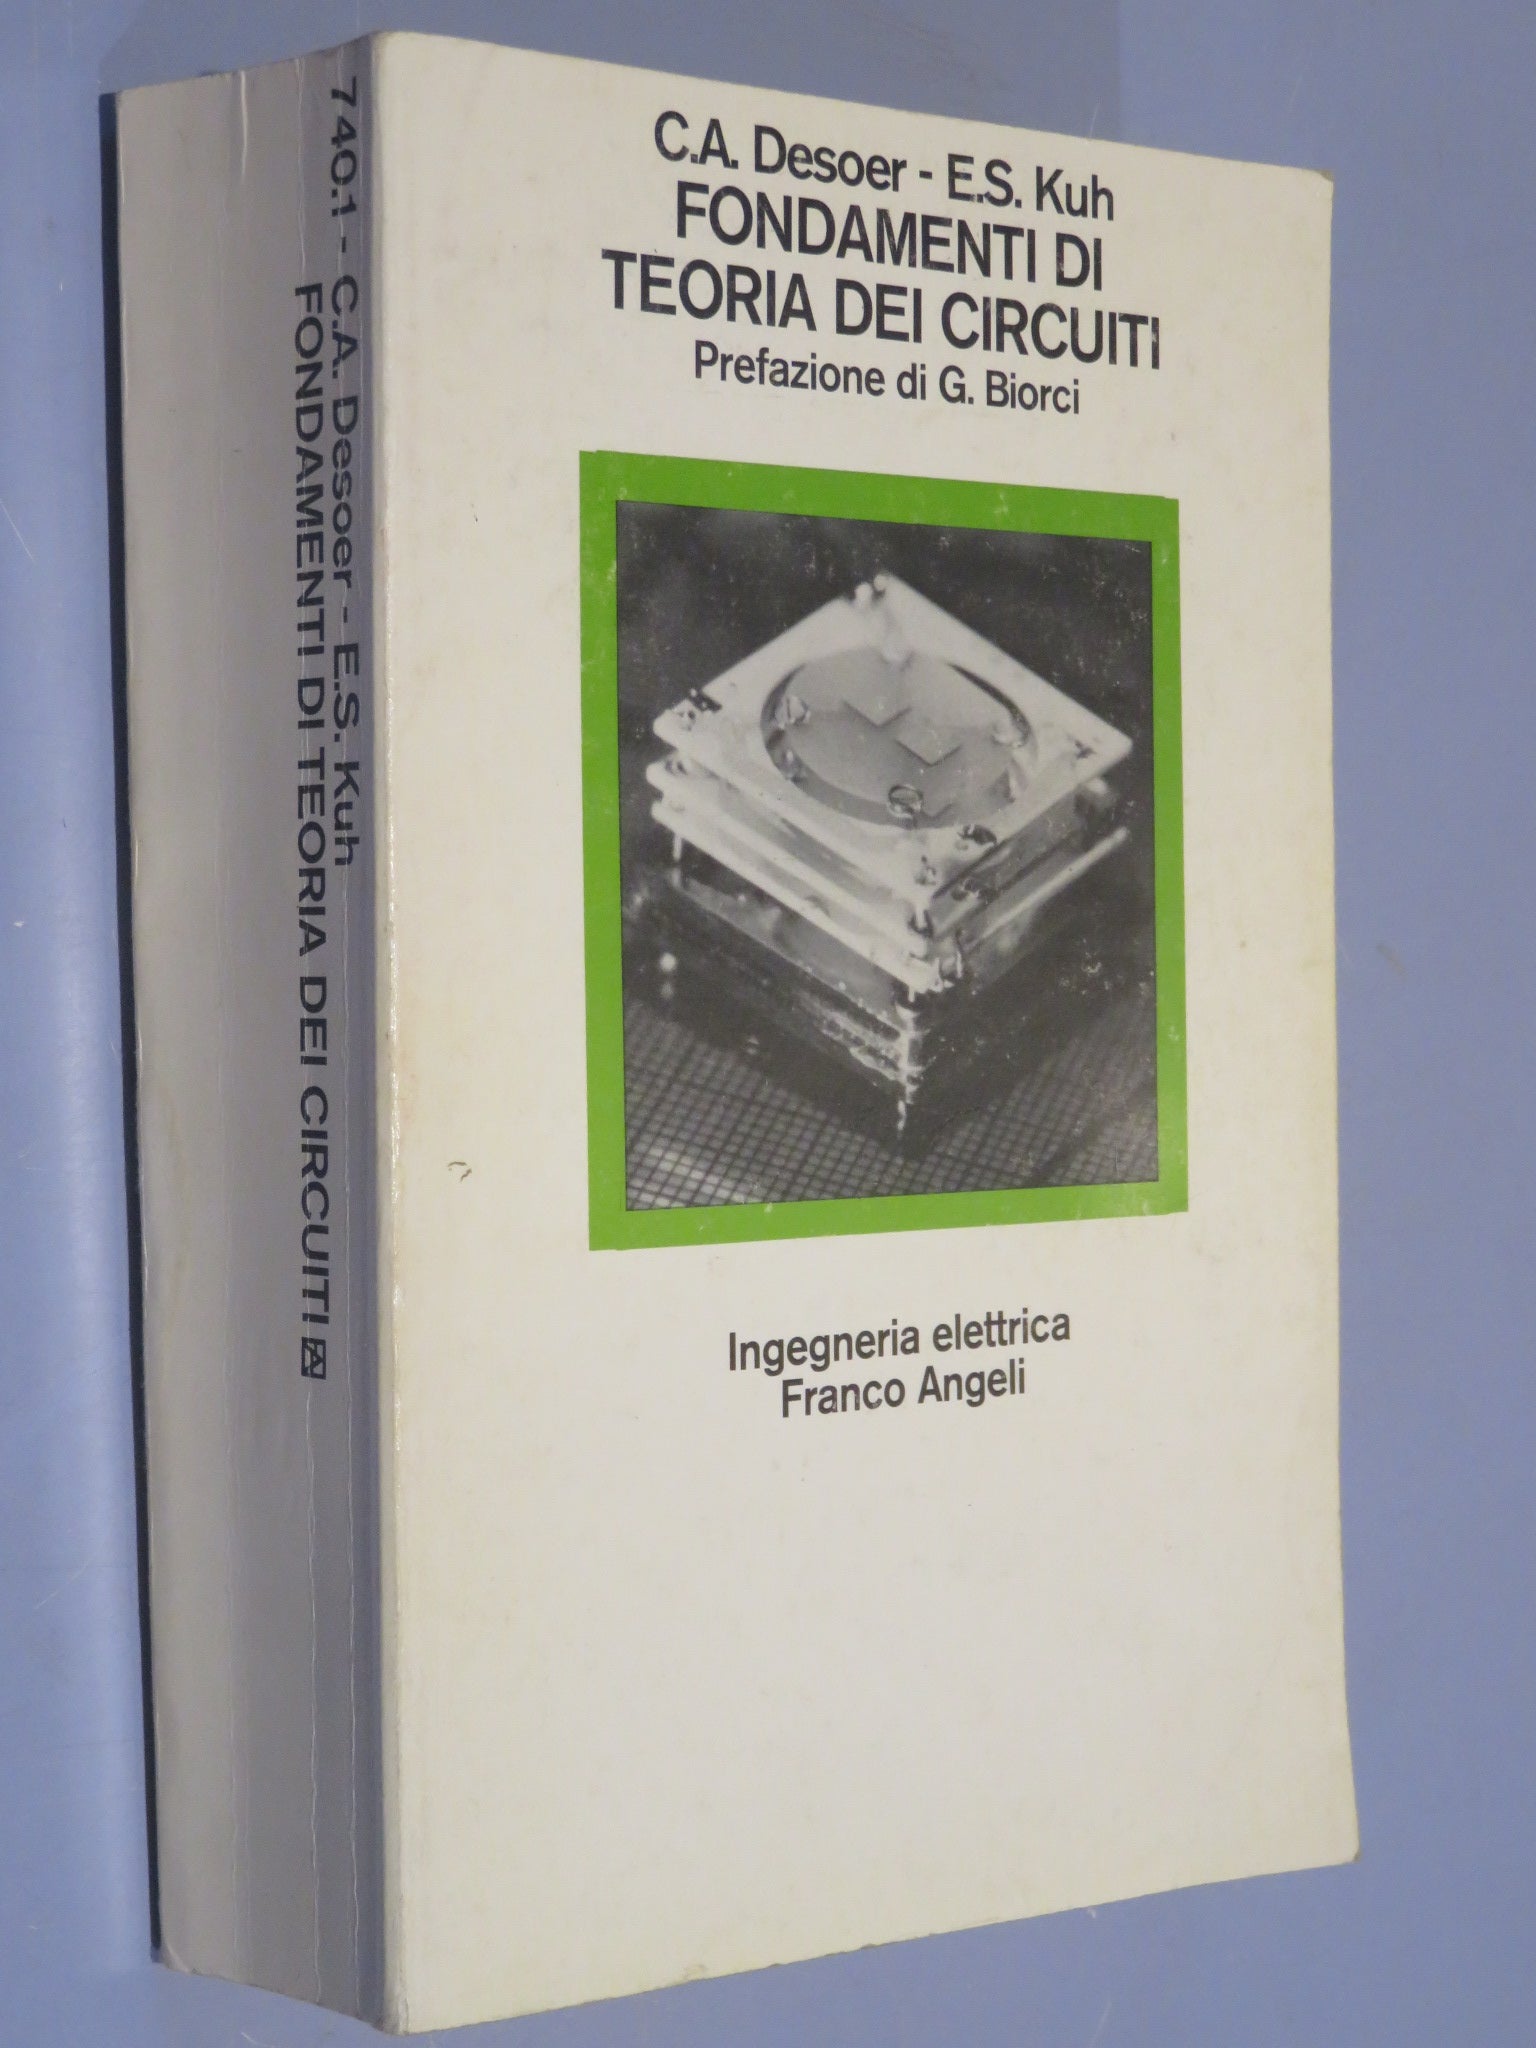 C.A. Desoer - E.S. Kuh
FONDAMENTI DI
TEORIA DEI CIRCUITI
Prefazione di G. Biorci
Ingegneria elettrica
Franco Angeli
740.1 - C.A. Desoer - E.S. Kuh
FONDAMENTI DI TEORIA DEI CIRCUITI FA